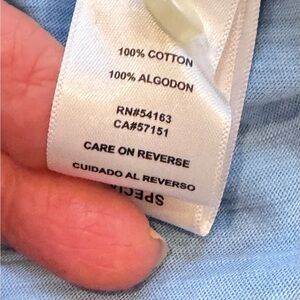 100% COTTON
100% ALGODON
RN#54163
CA#57151
CARE ON REVERSE
CUIDADO AL REVERSO